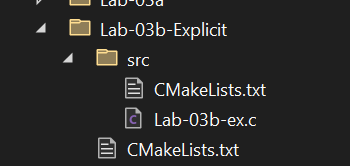 Lab-03a
Lab-03b-Explicit
src
CMakeLists.txt
Lab-03b-ex.c
CMakeLists.txt